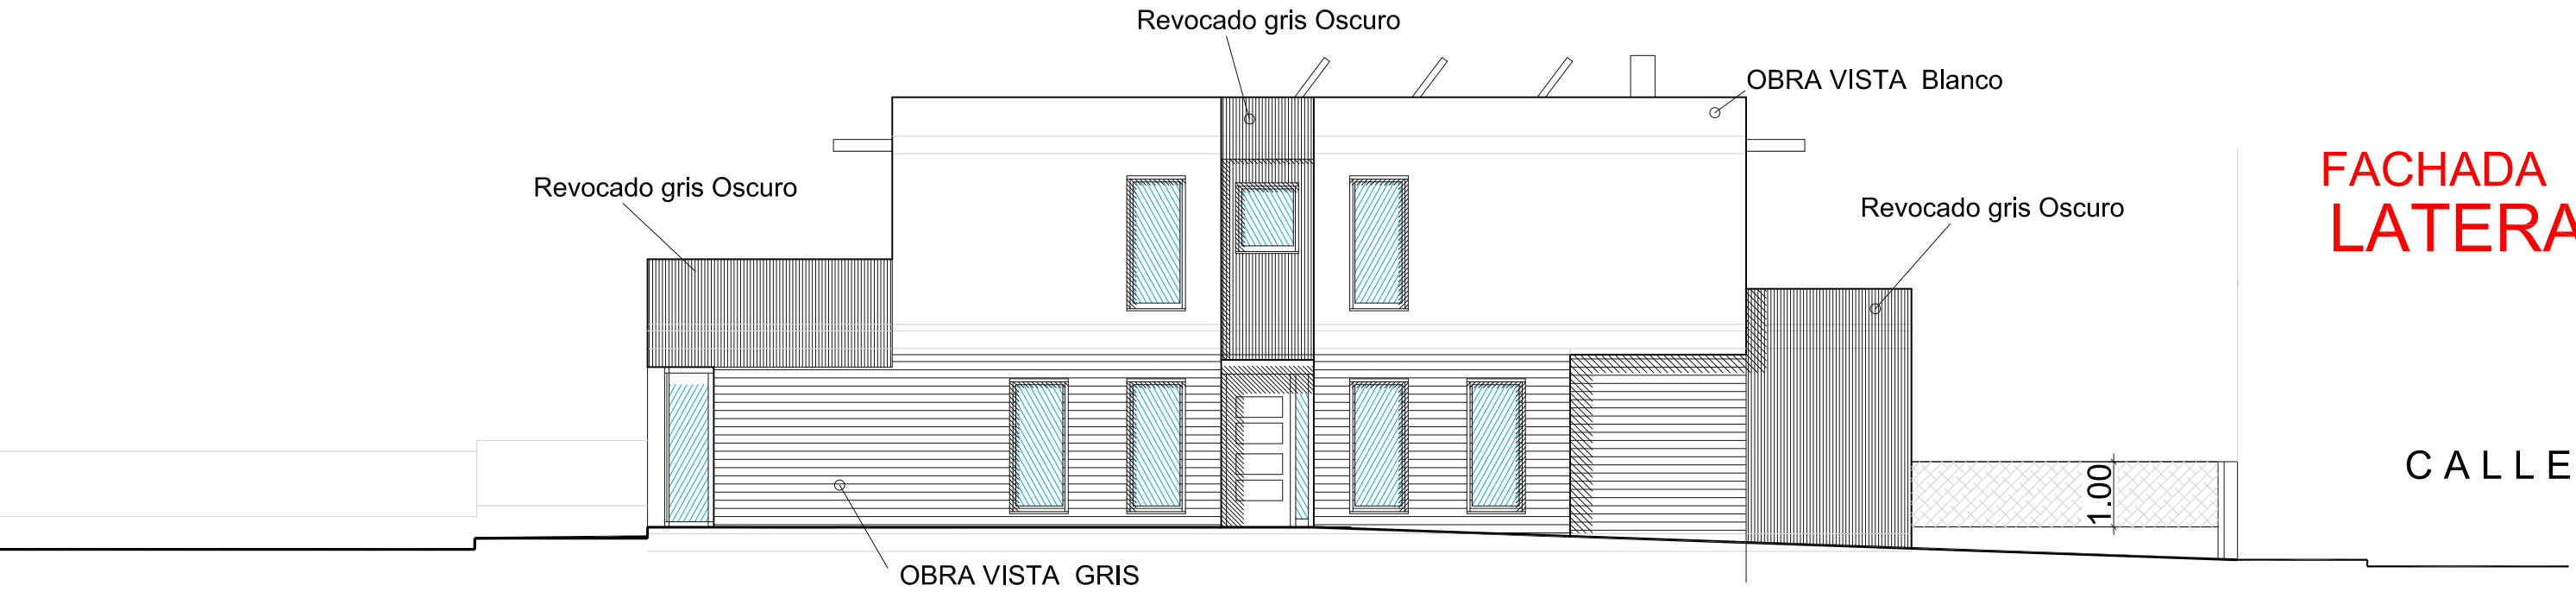 Revocado gris Oscuro
OBRA VISTA Blanco
FACHADA
Revocado gris Oscuro
Revocado gris Oscuro
LATERA
CALLE
1.00
OBRA VISTA GRIS